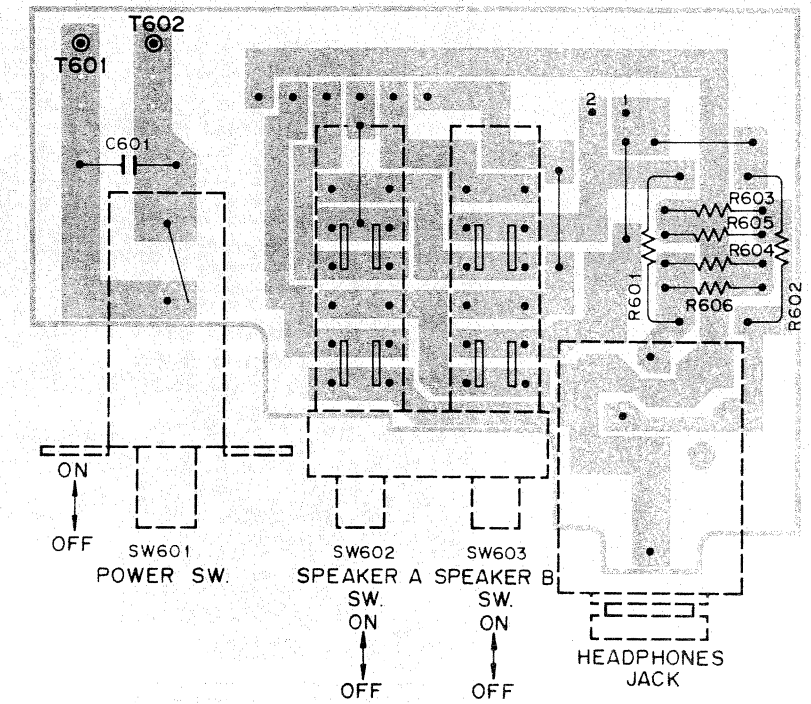 T602
T601
C601
2 1
R603
R605
R604
R606
R601
R602
ON
OFF
SW601
POWER SW.
SW602
SPEAKER A
SW.
ON
OFF
SW603
SPEAKER B
SW.
ON
OFF
HEADPHONES
JACK